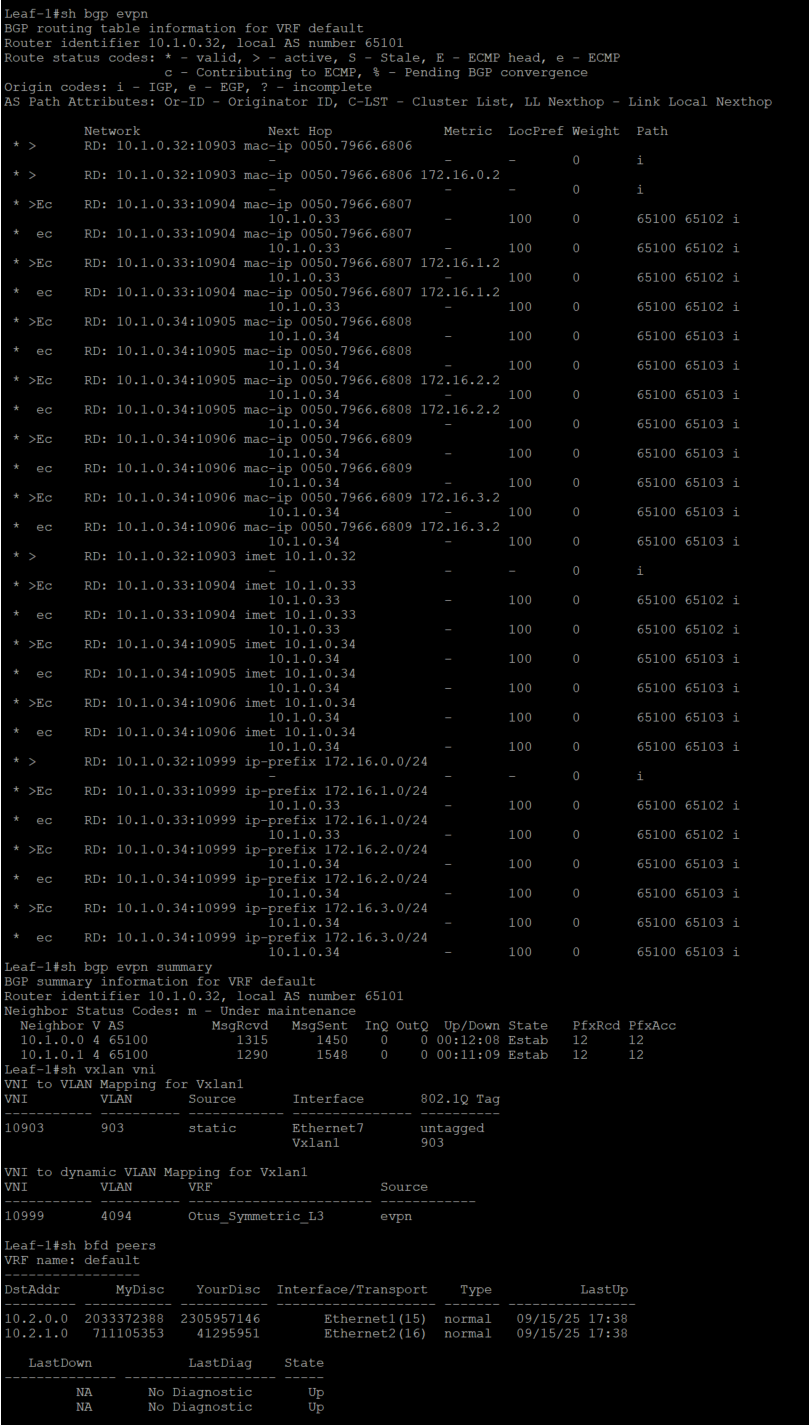 Leaf-1#sh bgp evpn
BGP routing table information for VRF default
Router identifier 10.1.0.32, local AS number 65101
Route status codes: * - valid, > - active, S - Stale, E - ECMP head, e - ECMP
                    c - Contributing to ECMP, % - Pending BGP convergence
Origin codes: i - IGP, e - EGP, ? - incomplete
AS Path Attributes: Or-ID - Originator ID, C-LST - Cluster List, LL Nexthop - Link Local Nexthop
          Network                Next Hop              Metric  LocPref Weight  Path
 * >      RD: 10.1.0.32:10903 mac-ip 0050.7966.6806
                                 -                     -       -       0       i
 * >      RD: 10.1.0.32:10903 mac-ip 0050.7966.6806 172.16.0.2
                                 -                     -       -       0       i
 * >Ec    RD: 10.1.0.33:10904 mac-ip 0050.7966.6807
                                 10.1.0.33             -       100     0       65100 65102 i
 *  ec    RD: 10.1.0.33:10904 mac-ip 0050.7966.6807
                                 10.1.0.33             -       100     0       65100 65102 i
 * >Ec    RD: 10.1.0.33:10904 mac-ip 0050.7966.6807 172.16.1.2
                                 10.1.0.33             -       100     0       65100 65102 i
 *  ec    RD: 10.1.0.33:10904 mac-ip 0050.7966.6807 172.16.1.2
                                 10.1.0.33             -       100     0       65100 65102 i
 * >Ec    RD: 10.1.0.34:10905 mac-ip 0050.7966.6808
                                 10.1.0.34             -       100     0       65100 65103 i
 *  ec    RD: 10.1.0.34:10905 mac-ip 0050.7966.6808
                                 10.1.0.34             -       100     0       65100 65103 i
 * >Ec    RD: 10.1.0.34:10905 mac-ip 0050.7966.6808 172.16.2.2
                                 10.1.0.34             -       100     0       65100 65103 i
 *  ec    RD: 10.1.0.34:10905 mac-ip 0050.7966.6808 172.16.2.2
                                 10.1.0.34             -       100     0       65100 65103 i
 * >Ec    RD: 10.1.0.34:10906 mac-ip 0050.7966.6809
                                 10.1.0.34             -       100     0       65100 65103 i
 *  ec    RD: 10.1.0.34:10906 mac-ip 0050.7966.6809
                                 10.1.0.34             -       100     0       65100 65103 i
 * >Ec    RD: 10.1.0.34:10906 mac-ip 0050.7966.6809 172.16.3.2
                                 10.1.0.34             -       100     0       65100 65103 i
 *  ec    RD: 10.1.0.34:10906 mac-ip 0050.7966.6809 172.16.3.2
                                 10.1.0.34             -       100     0       65100 65103 i
 * >      RD: 10.1.0.32:10903 imet 10.1.0.32
                                 -                     -       -       0       i
 * >Ec    RD: 10.1.0.33:10904 imet 10.1.0.33
                                 10.1.0.33             -       100     0       65100 65102 i
 *  ec    RD: 10.1.0.33:10904 imet 10.1.0.33
                                 10.1.0.33             -       100     0       65100 65102 i
 * >Ec    RD: 10.1.0.34:10905 imet 10.1.0.34
                                 10.1.0.34             -       100     0       65100 65103 i
 *  ec    RD: 10.1.0.34:10905 imet 10.1.0.34
                                 10.1.0.34             -       100     0       65100 65103 i
 * >Ec    RD: 10.1.0.34:10906 imet 10.1.0.34
                                 10.1.0.34             -       100     0       65100 65103 i
 *  ec    RD: 10.1.0.34:10906 imet 10.1.0.34
                                 10.1.0.34             -       100     0       65100 65103 i
 * >      RD: 10.1.0.32:10999 ip-prefix 172.16.0.0/24
                                 -                     -       -       0       i
 * >Ec    RD: 10.1.0.33:10999 ip-prefix 172.16.1.0/24
                                 10.1.0.33             -       100     0       65100 65102 i
 *  ec    RD: 10.1.0.33:10999 ip-prefix 172.16.1.0/24
                                 10.1.0.33             -       100     0       65100 65102 i
 * >Ec    RD: 10.1.0.34:10999 ip-prefix 172.16.2.0/24
                                 10.1.0.34             -       100     0       65100 65103 i
 *  ec    RD: 10.1.0.34:10999 ip-prefix 172.16.2.0/24
                                 10.1.0.34             -       100     0       65100 65103 i
 * >Ec    RD: 10.1.0.34:10999 ip-prefix 172.16.3.0/24
                                 10.1.0.34             -       100     0       65100 65103 i
 *  ec    RD: 10.1.0.34:10999 ip-prefix 172.16.3.0/24
                                 10.1.0.34             -       100     0       65100 65103 i
Leaf-1#sh bgp evpn summary
BGP summary information for VRF default
Router identifier 10.1.0.32, local AS number 65101
Neighbor Status Codes: m - Under maintenance
  Neighbor V AS           MsgRcvd   MsgSent  InQ OutQ  Up/Down State   PfxRcd PfxAcc
  10.1.0.0 4 65100           1315      1450    0    0 00:12:08 Estab   12     12
  10.1.0.1 4 65100           1290      1548    0    0 00:11:09 Estab   12     12
Leaf-1#sh vxlan vni
VNI to VLAN Mapping for Vxlan1
VNI         VLAN       Source       Interface       802.1Q Tag
----------- ---------- ------------ --------------- ----------
10903       903        static       Ethernet7       untagged
                                    Vxlan1          903
VNI to dynamic VLAN Mapping for Vxlan1
VNI         VLAN       VRF                     Source
----------- ---------- ----------------------- ------------
10999       4094       Otus_Symmetric_L3       evpn
Leaf-1#sh bfd peers
VRF name: default
-----------------
DstAddr       MyDisc    YourDisc  Interface/Transport    Type          LastUp
--------- ----------- ----------- -------------------- ------- ----------------
10.2.0.0  2033372388  2305957146        Ethernet1(15)  normal   09/15/25 17:38
10.2.1.0   711105353    41295951        Ethernet2(16)  normal   09/15/25 17:38
   LastDown            LastDiag    State
-------------- ------------------- -----
         NA       No Diagnostic       Up
         NA       No Diagnostic       Up